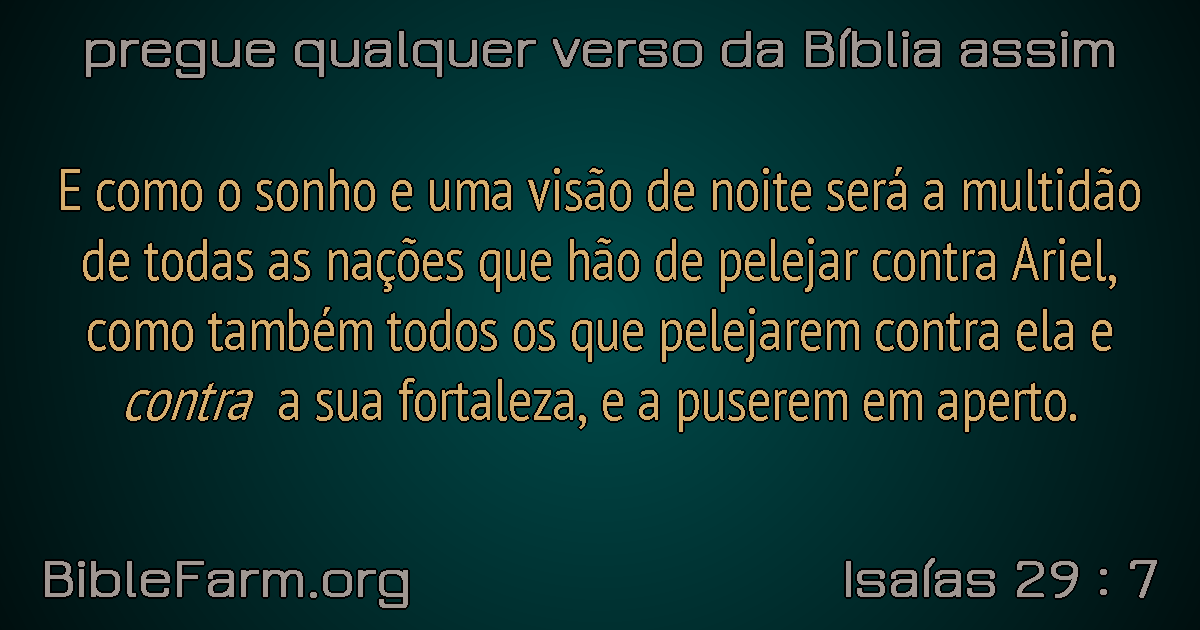 pregue qualquer verso da Bíblia assim
E como o sonho e uma visão de noite será a multidão
de todas as nações que hão de pelejar contra Ariel,
como também todos os que pelejarem contra ela e
contra a sua fortaleza, e a puserem em aperto.
BibleFarm.org
Isaías 29 : 7